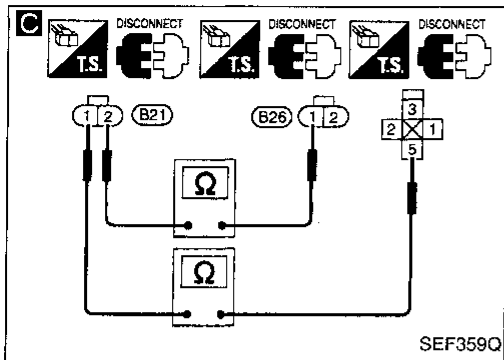 C
DISCONNECT DISCONNECT DISCONNECT
T.S. T.S. T.S.
1 2 B21 B26 1 2 3
2 1
5
Ω
Ω
SEF359Q